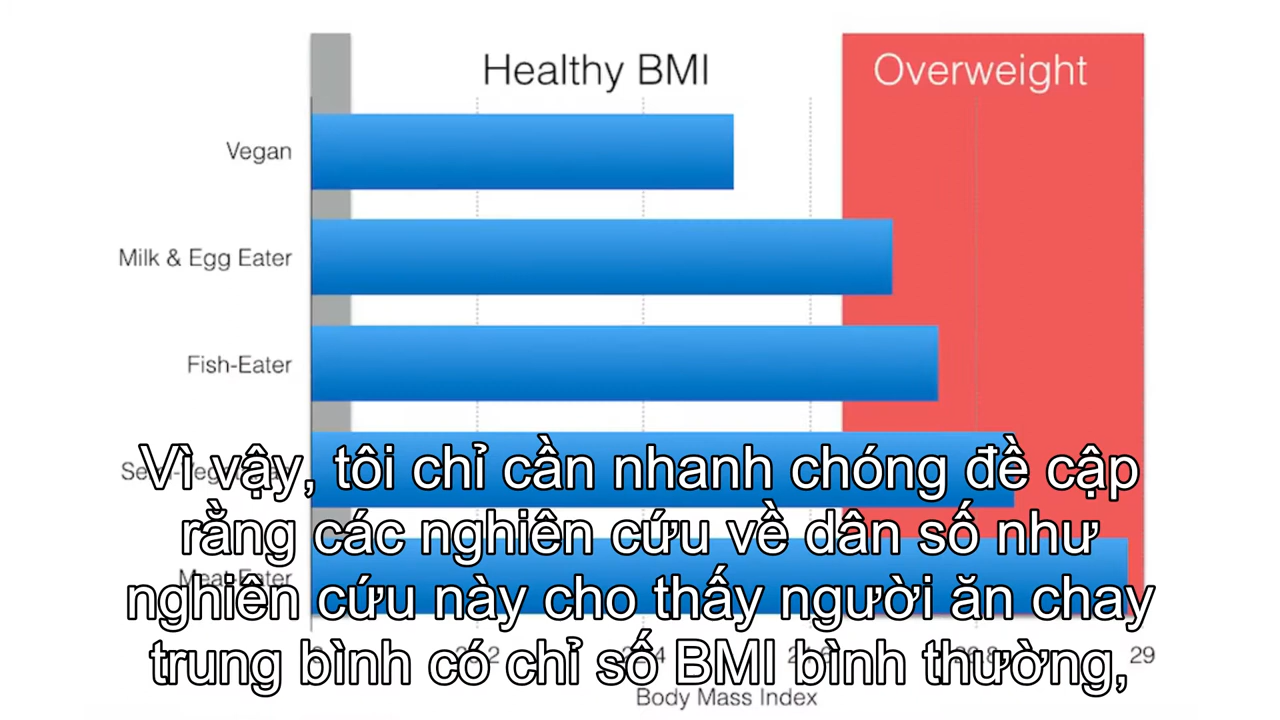 Healthy BMI
Overweight
Vegan
Milk & Egg Eater
Fish-Eater
Meat-Eater
Vì vậy, tôi chỉ cần nhanh chóng đề cập
rằng các nghiên cứu về dân số như
nghiên cứu này cho thấy người ăn chay
trung bình có chỉ số BMI bình thường,
29
Body Mass Index